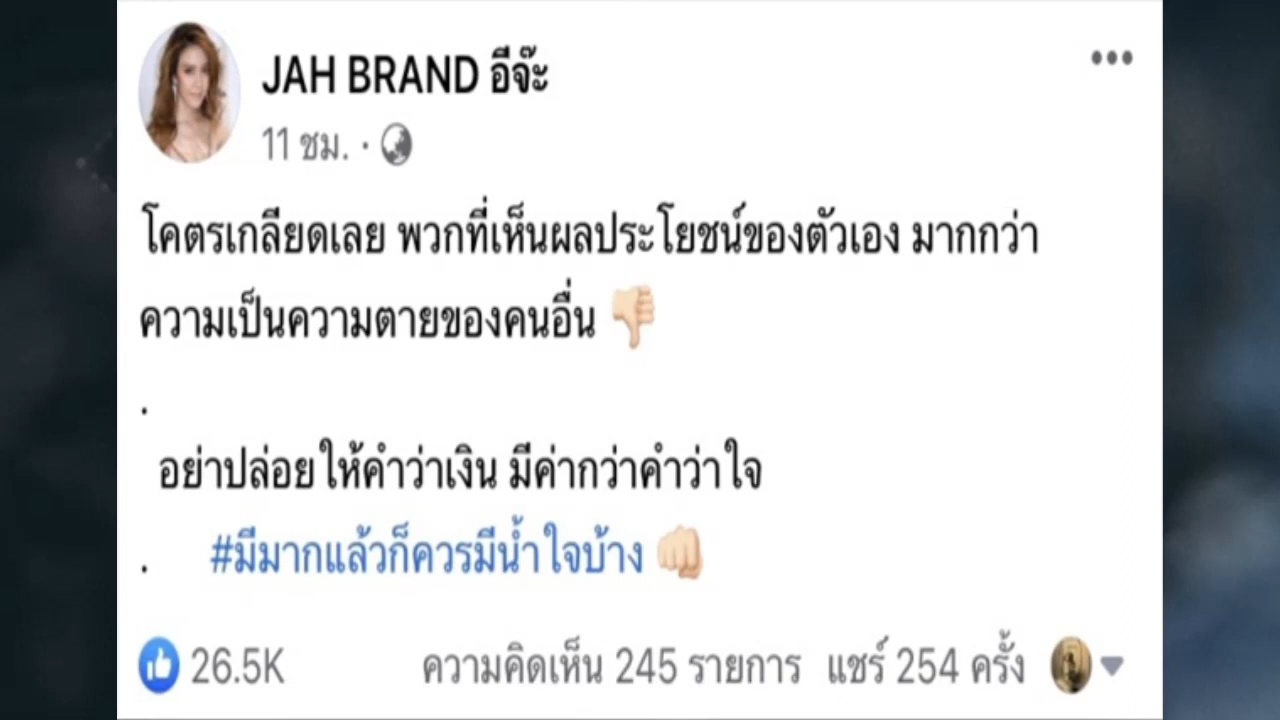 JAH BRAND อีจ๊ะ
11 ชม. ·
โคตรเกลียดเลย พวกที่เห็นผลประโยชน์ของตัวเอง มากกว่า
ความเป็นความตายของคนอื่น 👎🏻
.
อย่าปล่อยให้คำว่าเงิน มีค่ากว่าคำว่าใจ
. #มีมากแล้วก็ควรมีน้ำใจบ้าง 👊🏻
26.5K ความคิดเห็น 245 รายการ แชร์ 254 ครั้ง